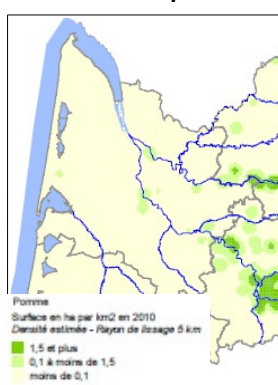 Pomme
Surface en ha par km2 en 2010
Densité estimée - Rayon de lissage 5 km
1,5 et plus
0,1 à moins de 1,5
moins de 0,1